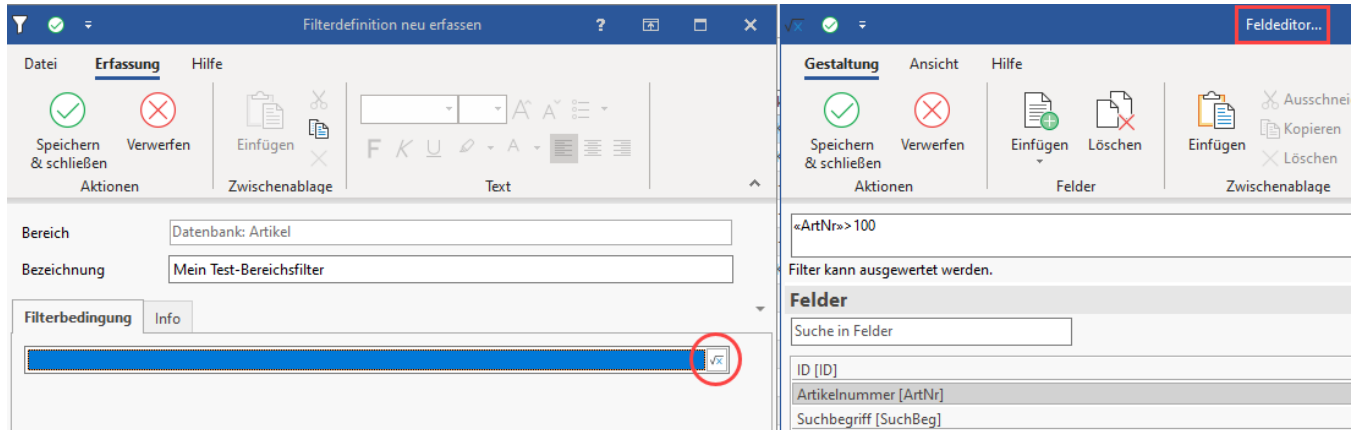 Filterdefinition neu erfassen
?
Datei Erfassung Hilfe
Speichern
& schließen
Verwerfen
Einfügen
F K U A
Aktionen Zwischenablage Text
Bereich Datenbank: Artikel
Bezeichnung Mein Test-Bereichsfilter
Filterbedingung Info
√x
Feldeditor...
Gestaltung Ansicht Hilfe
Speichern
& schließen
Verwerfen
Einfügen
Löschen
Einfügen
Ausschnei
Kopieren
Löschen
Aktionen Felder Zwischenablage
«ArtNr»>100
Filter kann ausgewertet werden.
Felder
Suche in Felder
ID [ID]
Artikelnummer [ArtNr]
Suchbegriff [SuchBeg]